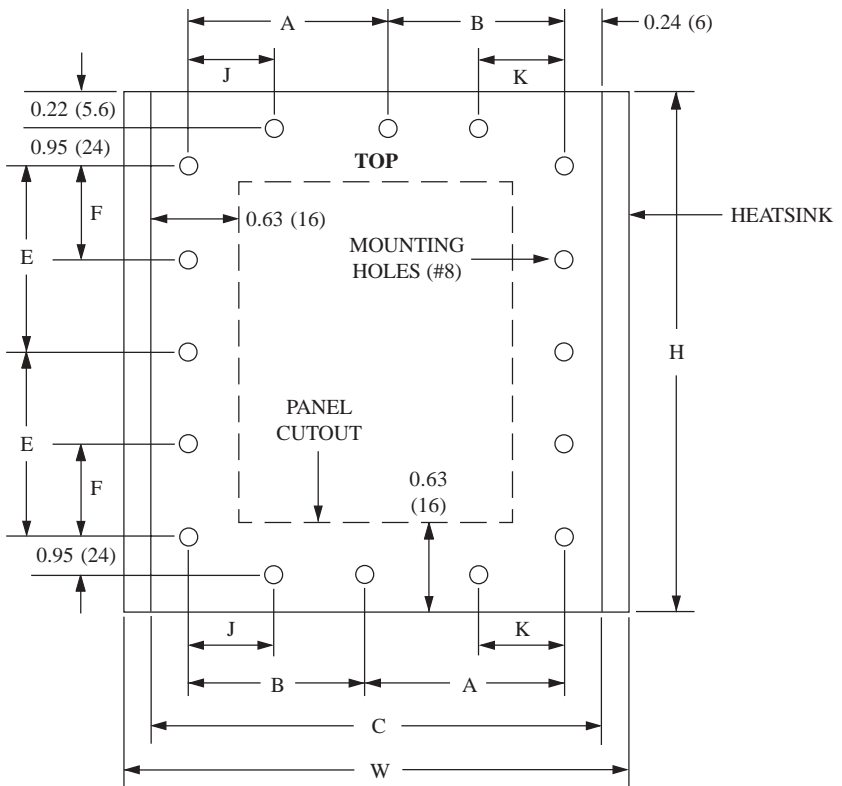 A
B
0.24 (6)
J
K
0.22 (5.6)
0.95 (24)
TOP
F
0.63 (16)
HEATSINK
E
MOUNTING
HOLES (#8)
H
PANEL
CUTOUT
E
0.63
(16)
F
0.95 (24)
J
K
B
A
C
W